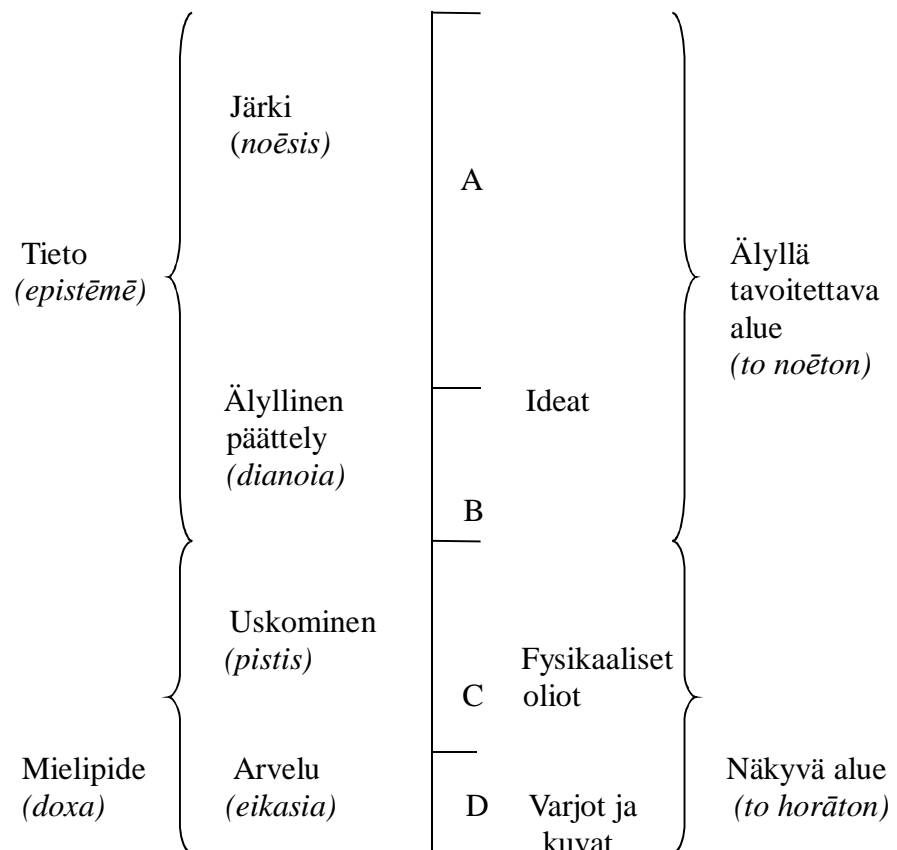 Järki
(noēsis)
A
Tieto
(epistēmē)
Älyllä
tavoitettava
alue
(to noēton)
Älyllinen
päättely
(dianoia)
Ideat
B
Uskominen
(pistis)
Fysikaaliset
oliot
C
Mielipide
(doxa)
Arvelu
(eikasia)
D
Varjot ja
kuvat
Näkyvä alue
(to horāton)